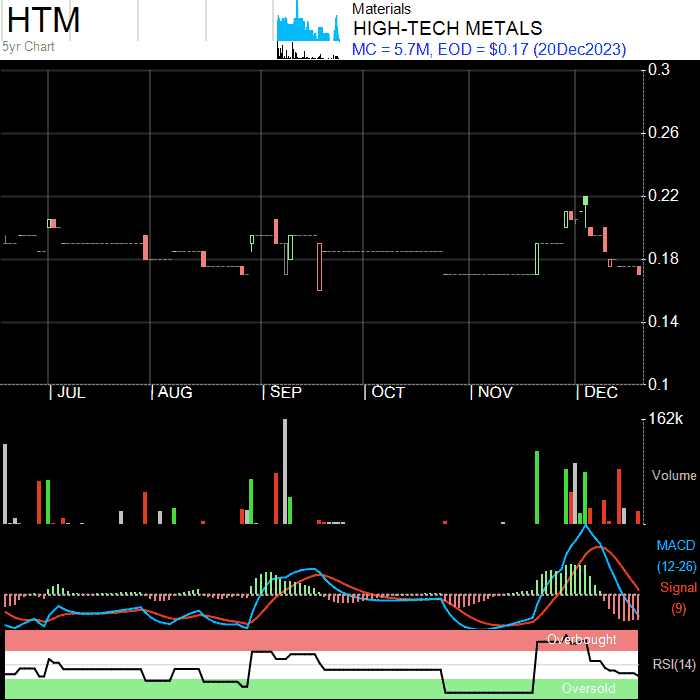 HTM
5yr Chart
Materials
HIGH-TECH METALS
MC = 5.7M, EOD = $0.17 (20Dec2023)
0.3
0.26
0.22
0.18
0.14
0.1
| JUL | AUG | SEP | OCT | NOV | DEC
162k
Volume
MACD
(12-26)
Signal
(9)
Overbought
RSI(14)
Oversold